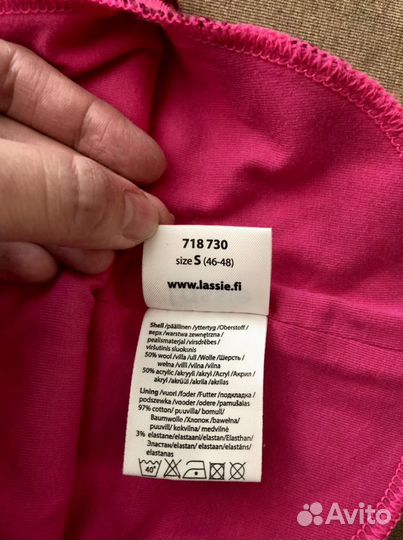 718 730
size S (46-48)
www.lassie.fi
Shell/päällinen /yttertyg /Oberstoff/
верх/warstwa zewnętrzna /
pealismaterjal /virsdrēbes/
viršutinis sluoksnis
50% wool/villa /ull /Wolle/Шерсть/
wełna /villi /vilna /vilna
50% acrylic /akryyli /akryl /Acryl /Акрил /
akryl /akrüül /akrils /akrilas
Lining /vuori /foder /Futter /подкладка /
podszewka /vooder /odere /pamušalas
97% cotton/ puuvilla/ bomull/
Baumwolle /Хлопок /bawełna/
puuvill/ kokvilna/ medvilnė
3% elastane/elastaani/elastan/Elasthan/
Эластан/elastan/ elastaan/
elastāns/elastanas
40°
Avito